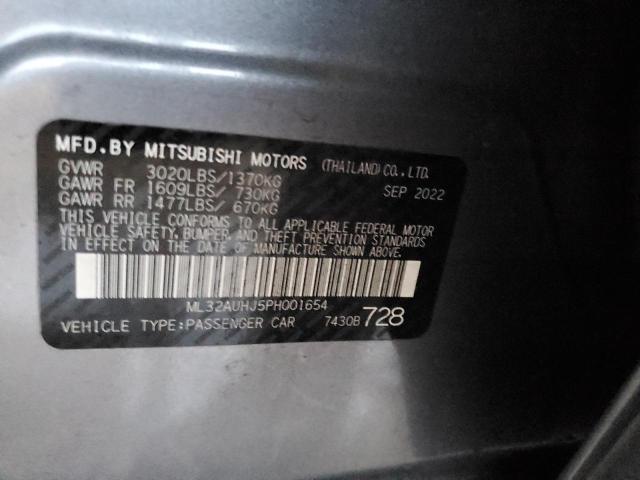 MFD.BY MITSUBISHI MOTORS (THAILAND)CO.,LTD.
GVWR 3020LBS/1370KG SEP 2022
GAWR FR 1609LBS/ 730KG
GAWR RR 1477LBS/ 670KG
THIS VEHICLE CONFORMS TO ALL APPLICABLE FEDERAL MOTOR
VEHICLE SAFETY,BUMPER AND THEFT PREVENTION STANDARDS
IN EFFECT ON THE DATE OF MANUFACTURE SHOWN ABOVE.
ML32AUHJ5PH001654
VEHICLE TYPE:PASSENGER CAR 7430B 728